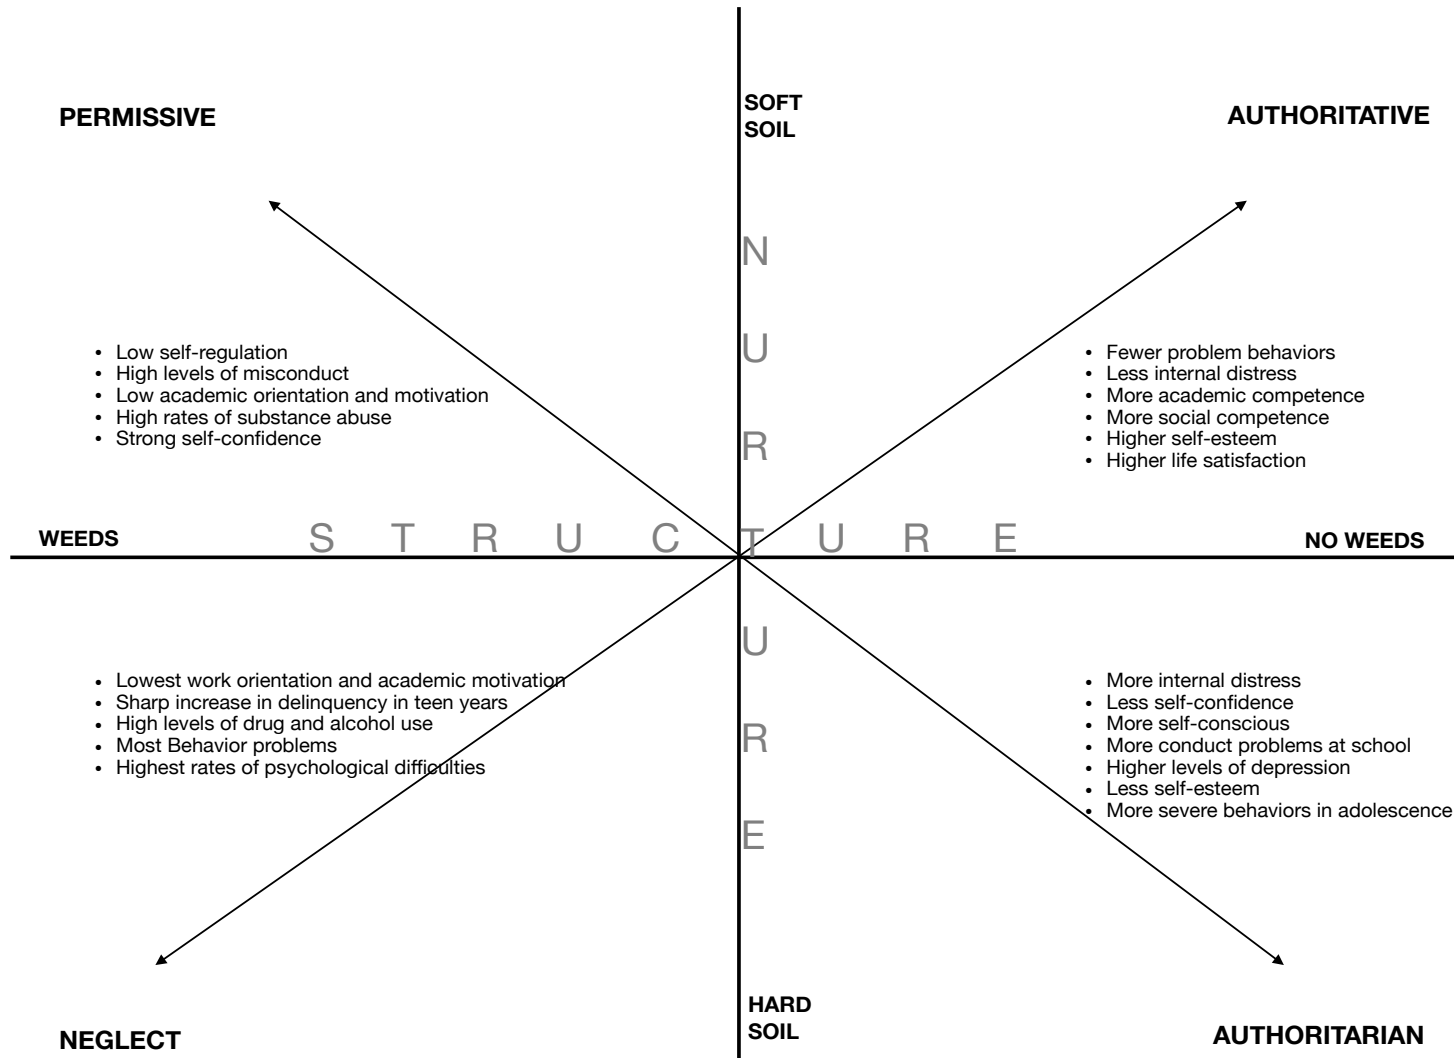 PERMISSIVE
SOFT
SOIL
AUTHORITATIVE
NURTURE
• Low self-regulation
• High levels of misconduct
• Low academic orientation and motivation
• High rates of substance abuse
• Strong self-confidence
• Fewer problem behaviors
• Less internal distress
• More academic competence
• More social competence
• Higher self-esteem
• Higher life satisfaction
WEEDS
STRUCTURE
NO WEEDS
• Lowest work orientation and academic motivation
• Sharp increase in delinquency in teen years
• High levels of drug and alcohol use
• Most Behavior problems
• Highest rates of psychological difficulties
• More internal distress
• Less self-confidence
• More self-conscious
• More conduct problems at school
• Higher levels of depression
• Less self-esteem
• More severe behaviors in adolescence
NEGLECT
HARD
SOIL
AUTHORITARIAN